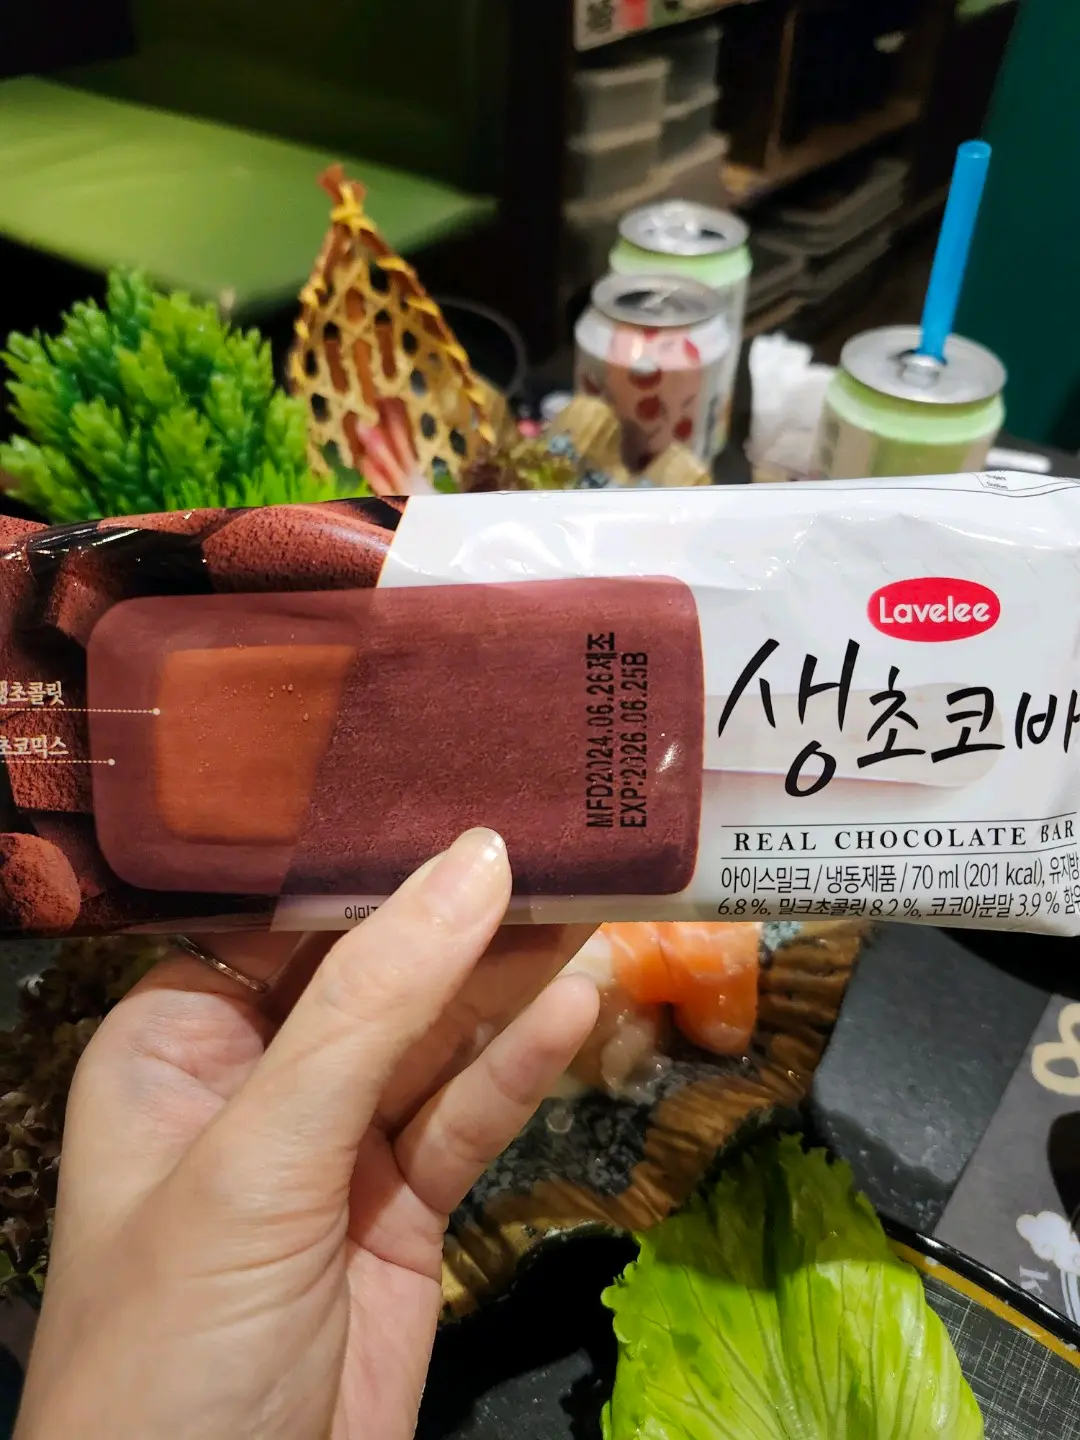 Lavelee
생초코바
REAL CHOCOLATE BAR
아이스밀크 / 냉동제품 / 70 ml (201 kcal), 유지방
6.8 %, 밀크초콜릿 8.2 %, 코코아분말 3.9 % 함유
생초콜릿
초코믹스
MFD2024.06.26제조
EXP:2026.06.25B